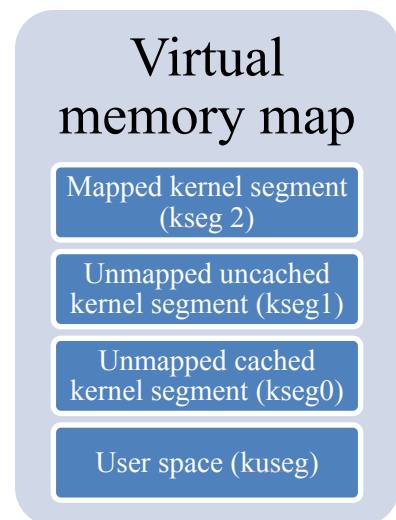 Virtual
memory map
Mapped kernel segment
(kseg 2)
Unmapped uncached
kernel segment (kseg1)
Unmapped cached
kernel segment (kseg0)
User space (kuseg)